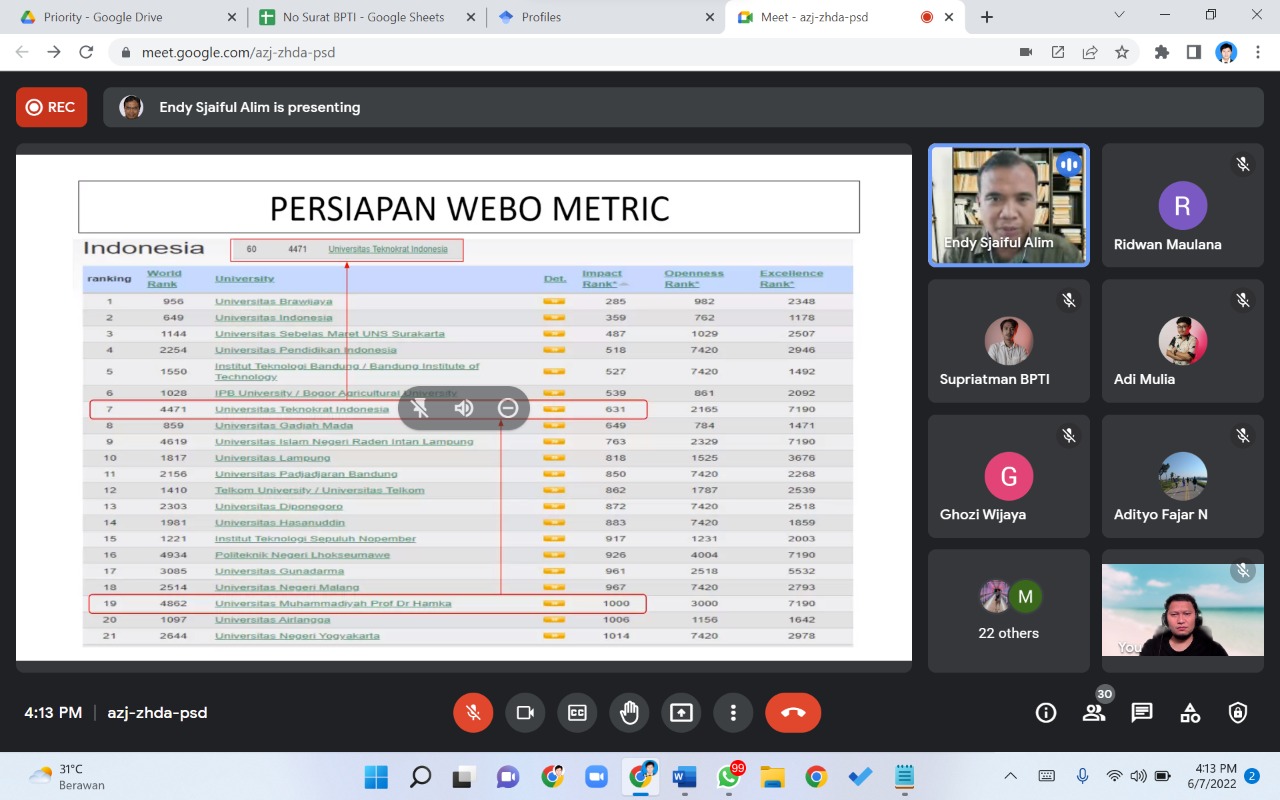 Priority - Google Drive
No Surat BPTI - Google Sheets
Profiles
Meet - azj-zhda-psd
meet.google.com/azj-zhda-psd
REC
Endy Sjaiful Alim is presenting
PERSIAPAN WEBO METRIC
Indonesia
60 4471 Universitas Teknokrat Indonesia
ranking World Rank University Det. Impact Rank* Openness Rank* Excellence Rank*
1 956 Universitas Brawijaya 285 982 2348
2 649 Universitas Indonesia 359 762 1178
3 1144 Universitas Sebelas Maret UNS Surakarta 487 1029 2507
4 2254 Universitas Pendidikan Indonesia 518 7420 2946
5 1550 Institut Teknologi Bandung / Bandung Institute of Technology 527 7420 1492
6 1028 IPB University / Bogor Agricultural University 539 861 2092
7 4471 Universitas Teknokrat Indonesia 631 2165 7190
8 859 Universitas Gadjah Mada 649 784 1471
9 4619 Universitas Islam Negeri Raden Intan Lampung 763 2329 7190
10 1817 Universitas Lampung 818 1525 3676
11 2156 Universitas Padjadjaran Bandung 850 7420 2268
12 1410 Telkom University / Universitas Telkom 862 1787 2539
13 2303 Universitas Diponegoro 872 7420 2518
14 1981 Universitas Hasanuddin 883 7420 1859
15 1221 Institut Teknologi Sepuluh Nopember 917 1231 2003
16 4934 Politeknik Negeri Lhokseumawe 926 4004 7190
17 3085 Universitas Gunadarma 961 2518 5532
18 2514 Universitas Negeri Malang 967 7420 2793
19 4862 Universitas Muhammadiyah Prof Dr Hamka 1000 3000 7190
20 1097 Universitas Airlangga 1006 1156 1642
21 2644 Universitas Negeri Yogyakarta 1014 7420 2978
Endy Sjaiful Alim
R
Ridwan Maulana
Supriatman BPTI
Adi Mulia
G
Ghozi Wijaya
Adityo Fajar N
M
22 others
You
4:13 PM | azj-zhda-psd
CC
30
31°C
Berawan
W
99
4:13 PM
6/7/2022
2